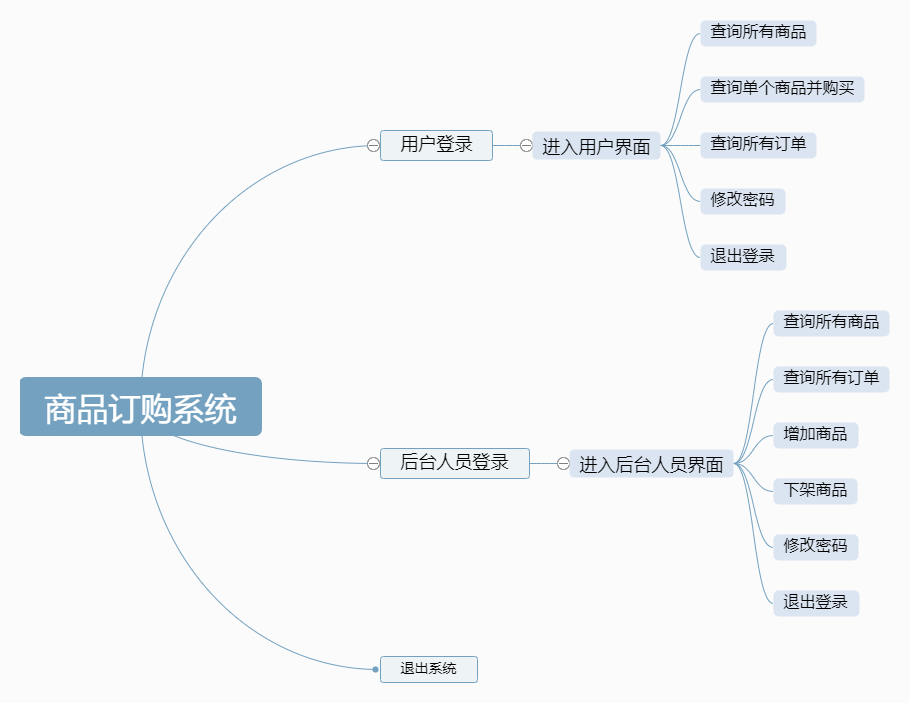 商品订购系统
用户登录
进入用户界面
查询所有商品
查询单个商品并购买
查询所有订单
修改密码
退出登录
后台人员登录
进入后台人员界面
查询所有商品
查询所有订单
增加商品
下架商品
修改密码
退出登录
退出系统